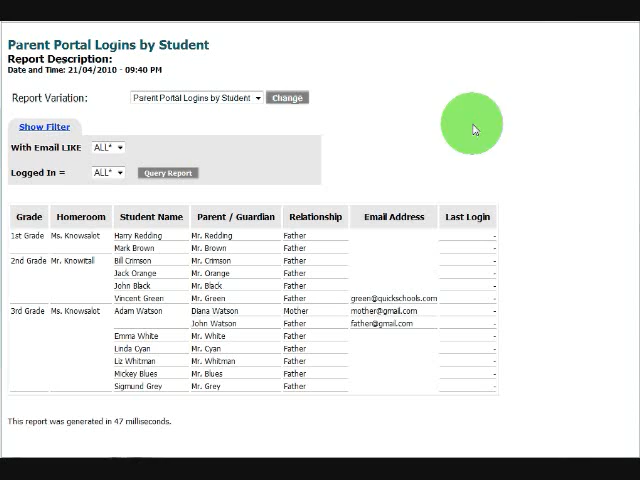 Parent Portal Logins by Student
Report Description:
Date and Time: 21/04/2010 - 09:40 PM
Report Variation: Parent Portal Logins by Student Change
Show Filter
With Email LIKE ALL*
Logged In = ALL* Query Report
Grade Homeroom Student Name Parent / Guardian Relationship Email Address Last Login
1st Grade Ms. Knowsalot Harry Redding Mr. Redding Father -
Mark Brown Mr. Brown Father -
2nd Grade Mr. Knowitall Bill Crimson Mr. Crimson Father -
Jack Orange Mr. Orange Father -
John Black Mr. Black Father -
Vincent Green Mr. Green Father green@quickschools.com -
3rd Grade Ms. Knowsalot Adam Watson Diana Watson Mother mother@gmail.com -
John Watson Father father@gmail.com -
Emma White Mr. White Father -
Linda Cyan Mr. Cyan Father -
Liz Whitman Mr. Whitman Father -
Mickey Blues Mr. Blues Father -
Sigmund Grey Mr. Grey Father -
This report was generated in 47 milliseconds.